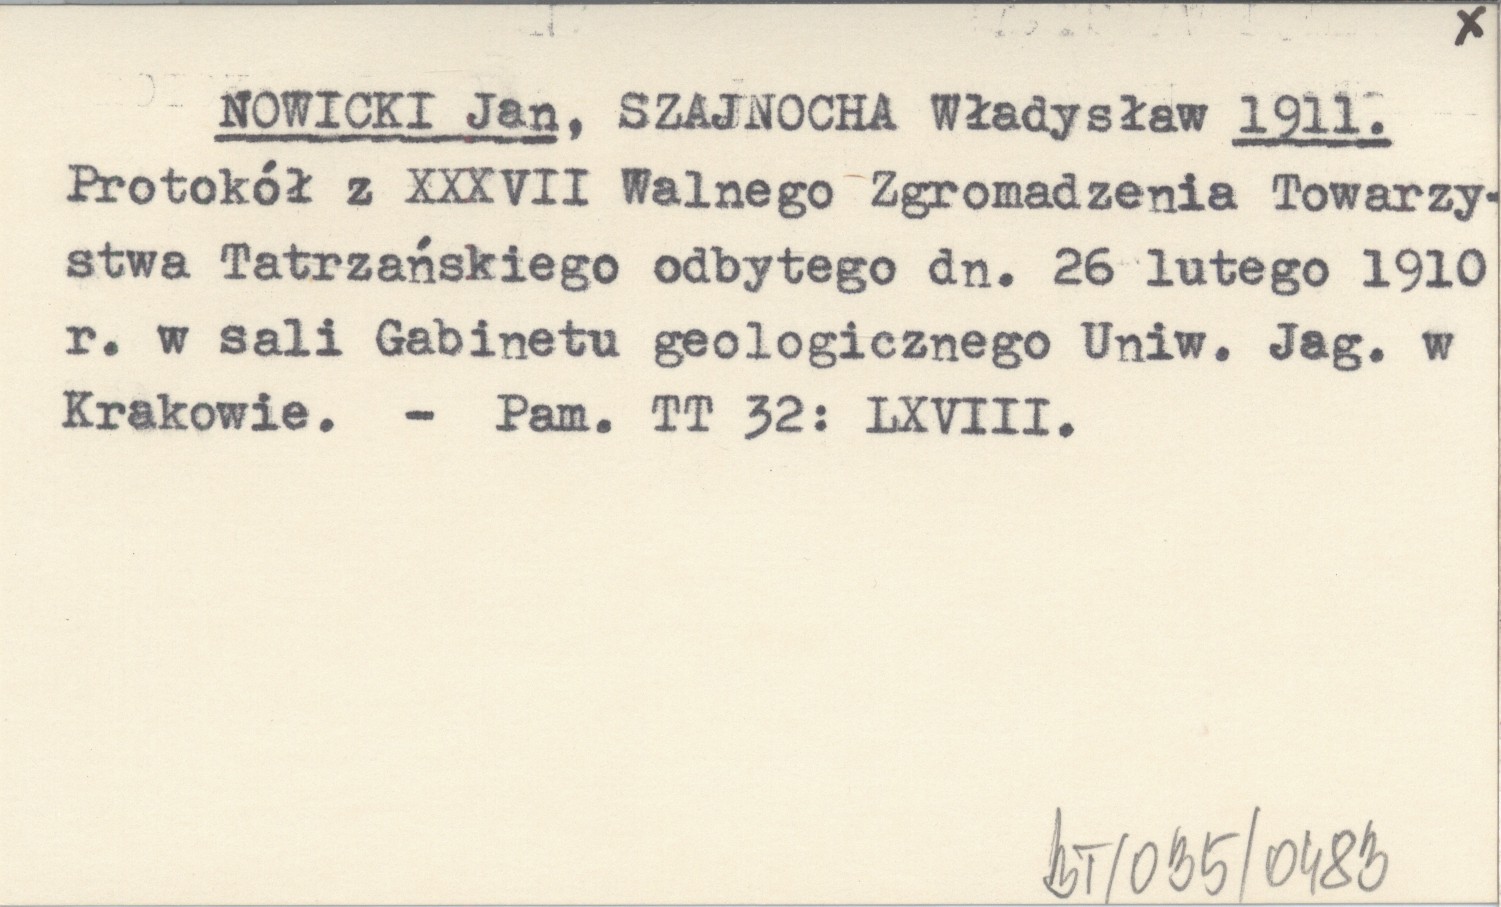 x
NOWICKI Jan, SZAJNOCHA Władysław 1911.
Protokół z XXXVII Walnego Zgromadzenia Towarzy-
stwa Tatrzańskiego odbytego dn. 26 lutego 1910
r. w sali Gabinetu geologicznego Uniw. Jag. w
Krakowie. - Pam. TT 32: LXVIII.
BT/035/0483